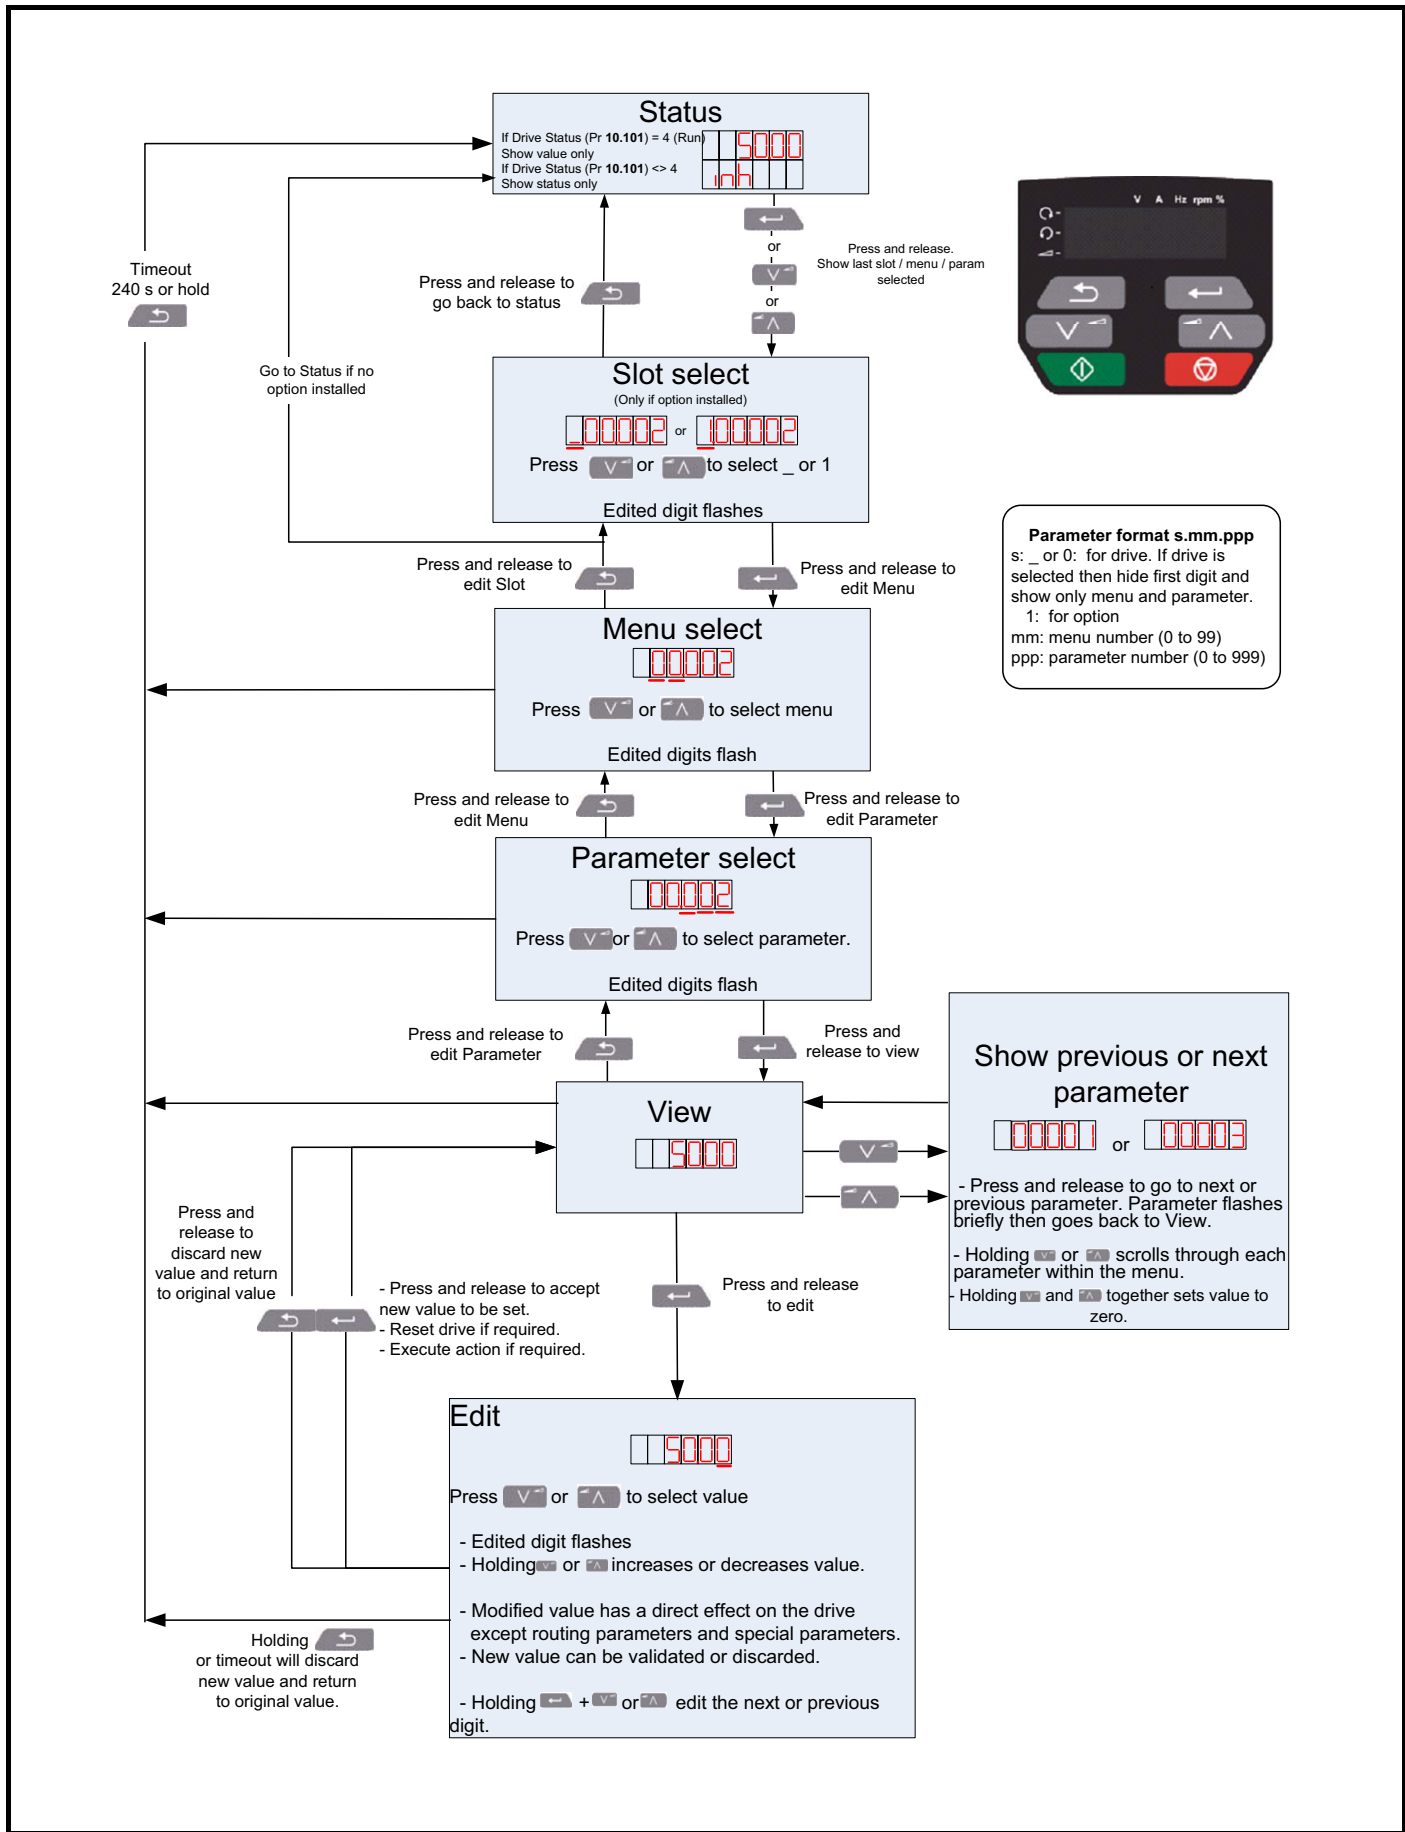 Status
If Drive Status (Pr 10.101) = 4 (Run)
Show value only
If Drive Status (Pr 10.101) <> 4
Show status only
50.00
inh
V A Hz rpm %
Timeout
240 s or hold
Press and release to
go back to status
or
or
Press and release.
Show last slot / menu / param
selected
Go to Status if no
option installed
Slot select
(Only if option installed)
_00002 or 100002
Press or to select _ or 1
Edited digit flashes
Press and release to
edit Slot
Press and release to
edit Menu
Parameter format s.mm.ppp
s: _ or 0: for drive. If drive is
selected then hide first digit and
show only menu and parameter.
1: for option
mm: menu number (0 to 99)
ppp: parameter number (0 to 999)
Menu select
00002
Press or to select menu
Edited digits flash
Press and release to
edit Menu
Press and release to
edit Parameter
Parameter select
00002
Press or to select parameter.
Edited digits flash
Press and release to
edit Parameter
Press and
release to view
View
5000
Show previous or next
parameter
00001 or 00003
- Press and release to go to next or
previous parameter. Parameter flashes
briefly then goes back to View.
- Holding or scrolls through each
parameter within the menu.
- Holding and together sets value to
zero.
Press and
release to
discard new
value and return
to original value
- Press and release to accept
new value to be set.
- Reset drive if required.
- Execute action if required.
Press and release
to edit
Edit
5000
Press or to select value
- Edited digit flashes
- Holding or increases or decreases value.
- Modified value has a direct effect on the drive
except routing parameters and special parameters.
- New value can be validated or discarded.
- Holding + or edit the next or previous
digit.
Holding
or timeout will discard
new value and return
to original value.